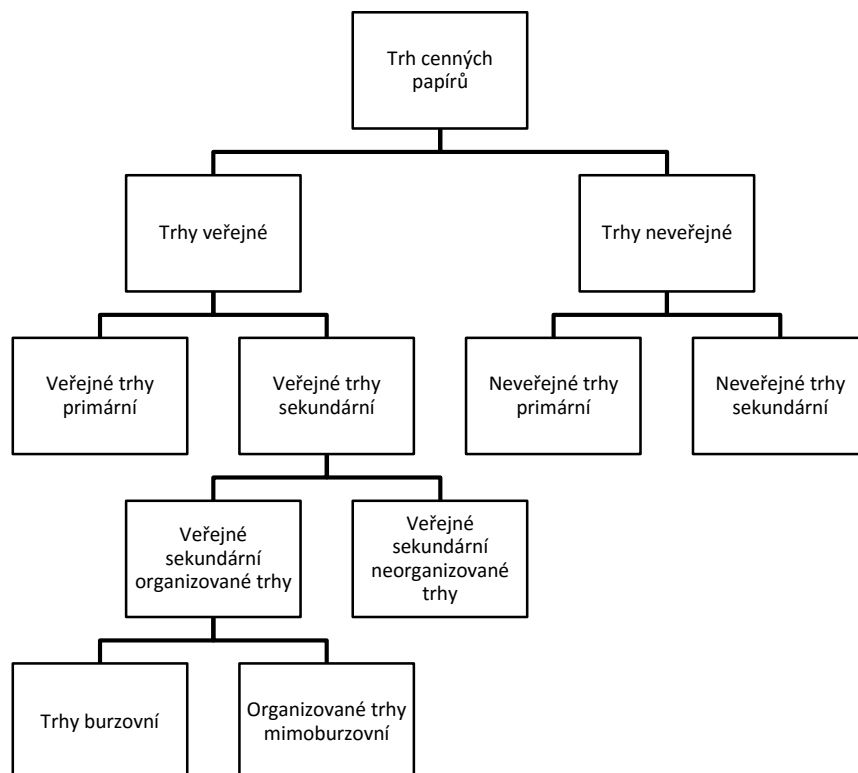 Trh cenných
papírů
Trhy veřejné
Trhy neveřejné
Veřejné trhy
primární
Veřejné trhy
sekundární
Neveřejné trhy
primární
Neveřejné trhy
sekundární
Veřejné
sekundární
organizované trhy
Veřejné
sekundární
neorganizované
trhy
Trhy burzovní
Organizované trhy
mimoburzovní